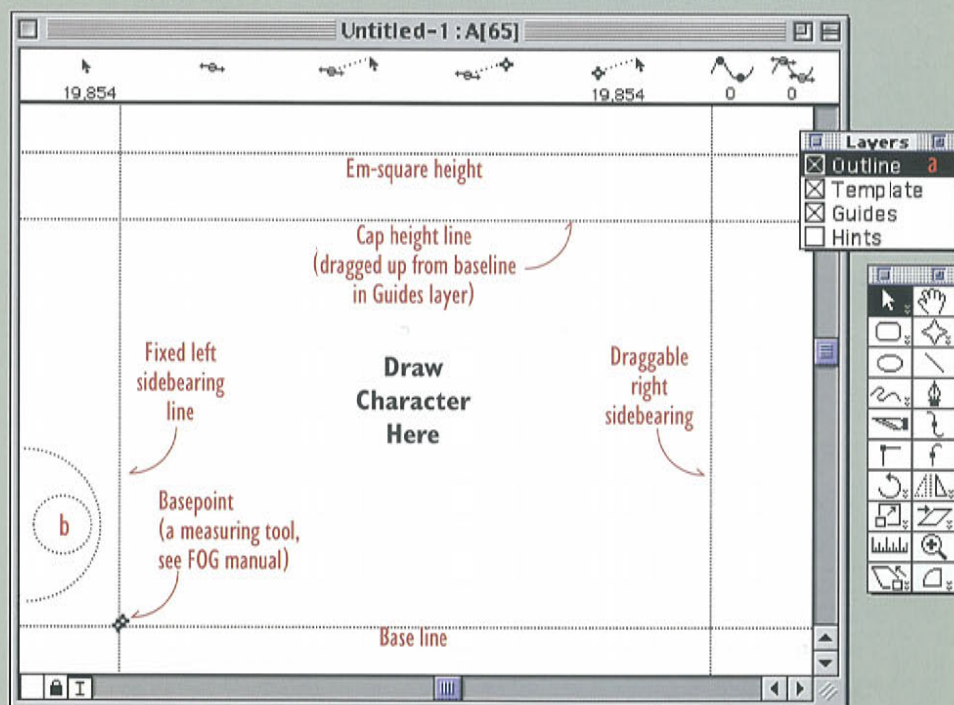 Untitled-1 : A[65]
19,854
19,854
0
0
Layers
Outline a
Template
Guides
Hints
Em-square height
Cap height line
(dragged up from baseline
in Guides layer)
Fixed left
sidebearing
line
Draw
Character
Here
Draggable
right
sidebearing
b
Basepoint
(a measuring tool,
see FOG manual)
Base line